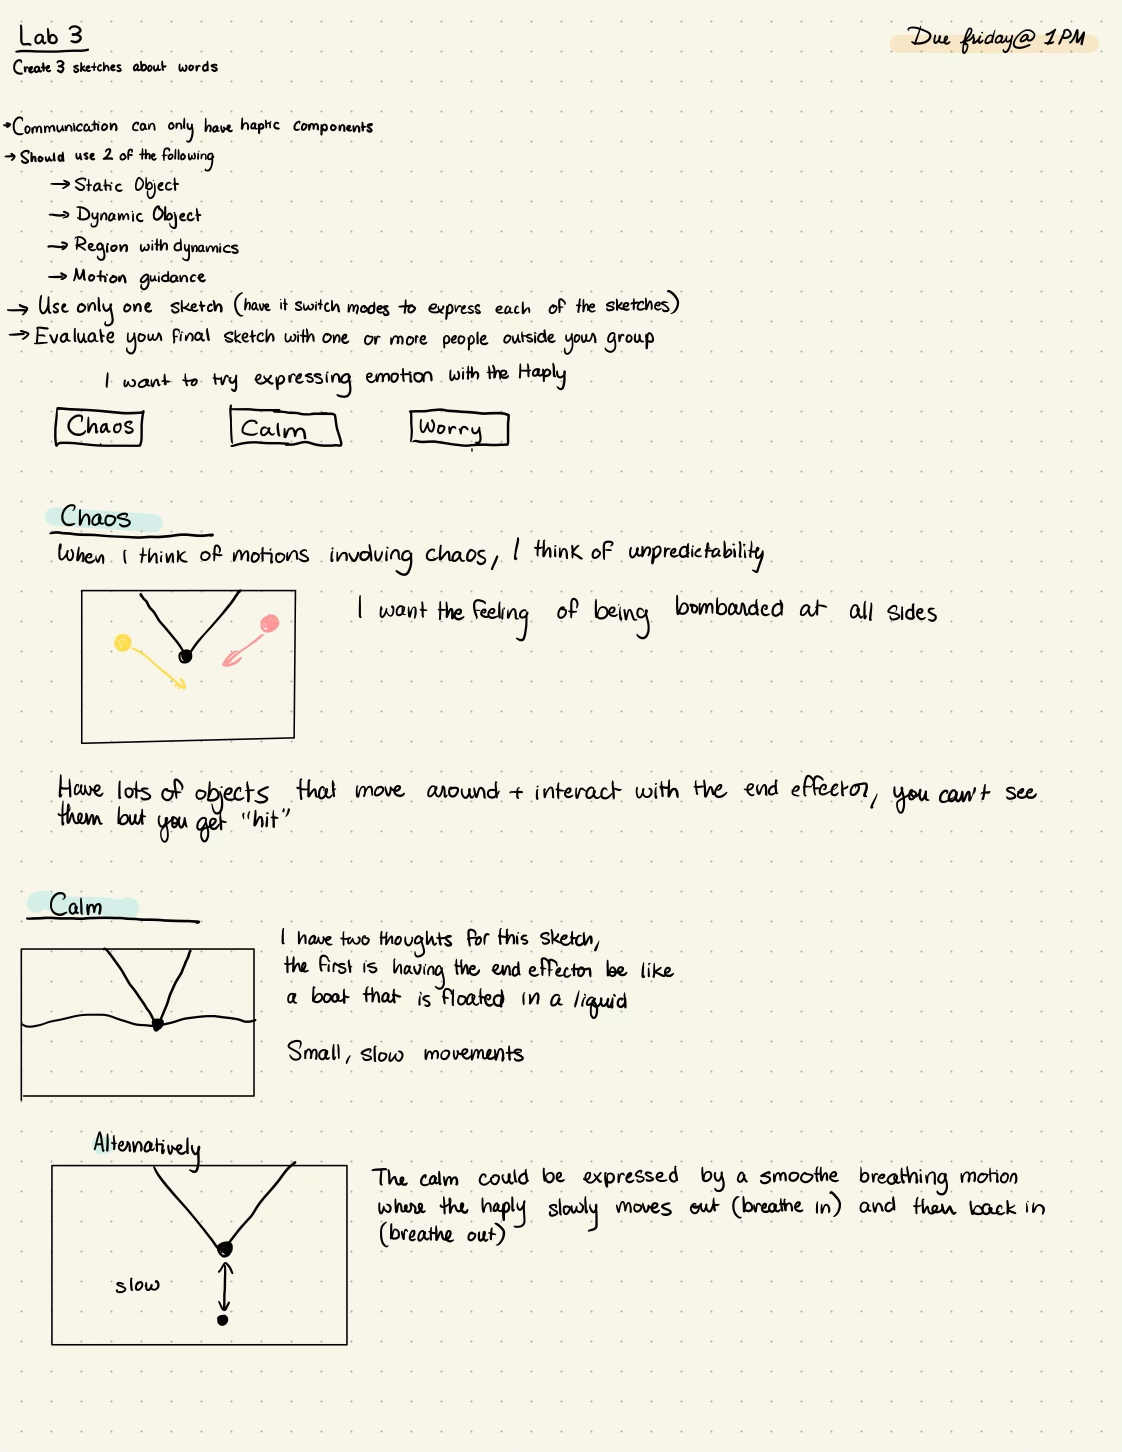 Lab 3
Due friday@ 1PM
Create 3 sketches about words
→Communication can only have haptic components
→ Should use 2 of the following
→ Static Object
→ Dynamic Object
→ Region with dynamics
→ Motion guidance
→ Use only one sketch (have it switch modes to express each of the sketches)
→ Evaluate your final sketch with one or more people outside your group
I want to try expressing emotion with the Haply
Chaos
Calm
Worry
Chaos
When I think of motions involving chaos, I think of unpredictability
I want the feeling of being bombarded at all sides
Have lots of objects that move around + interact with the end effector, you can't see
them but you get "hit"
Calm
I have two thoughts for this sketch,
the first is having the end effector be like
a boat that is floated in a liquid
Small, slow movements
Alternatively
The calm could be expressed by a smoothe breathing motion
where the haply slowly moves out (breathe in) and then back in
(breathe out)
slow